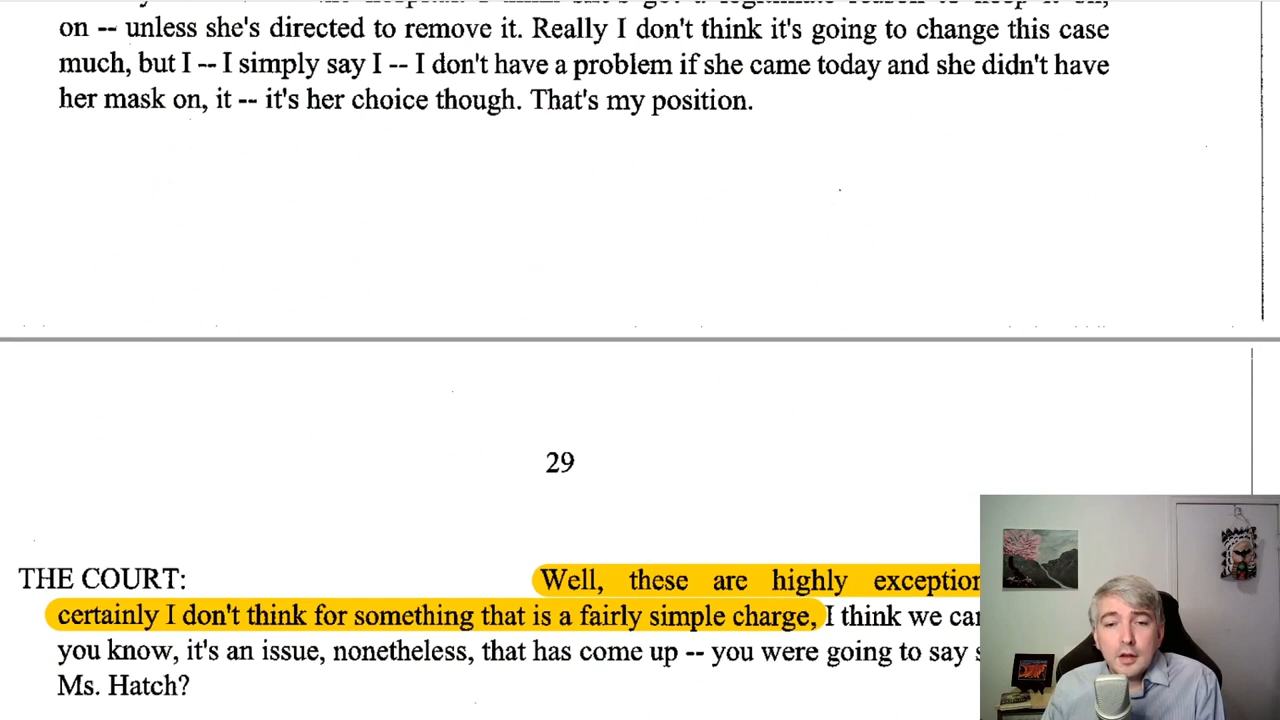 on -- unless she's directed to remove it. Really I don't think it's going to change this case
much, but I -- I simply say I -- I don't have a problem if she came today and she didn't have
her mask on, it -- it's her choice though. That's my position.
29
THE COURT: Well, these are highly exception
certainly I don't think for something that is a fairly simple charge, I think we can
you know, it's an issue, nonetheless, that has come up -- you were going to say s
Ms. Hatch?